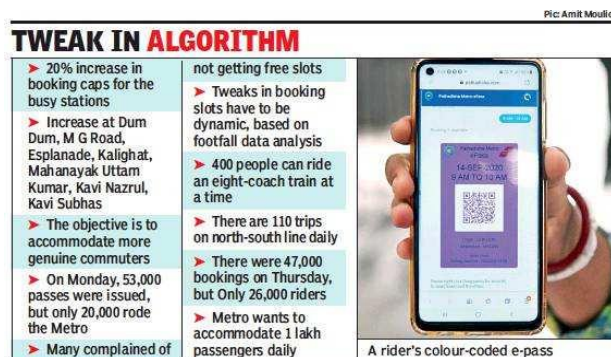 Pic: Amit Moulic
TWEAK IN ALGORITHM
➤ 20% increase in
booking caps for the
busy stations
➤ Increase at Dum
Dum, M G Road,
Esplanade, Kalighat,
Mahanayak Uttam
Kumar, Kavi Nazrul,
Kavi Subhas
➤ The objective is to
accommodate more
genuine commuters
➤ On Monday, 53,000
passes were issued,
but only 20,000 rode
the Metro
➤ Many complained of
not getting free slots
➤ Tweaks in booking
slots have to be
dynamic, based on
footfall data analysis
➤ 400 people can ride
an eight-coach train at
a time
➤ There are 110 trips
on north-south line daily
➤ There were 47,000
bookings on Thursday,
but Only 26,000 riders
➤ Metro wants to
accommodate 1 lakh
passengers daily
14-SEP-2020
9 AM TO 10 AM
A rider's colour-coded e-pass